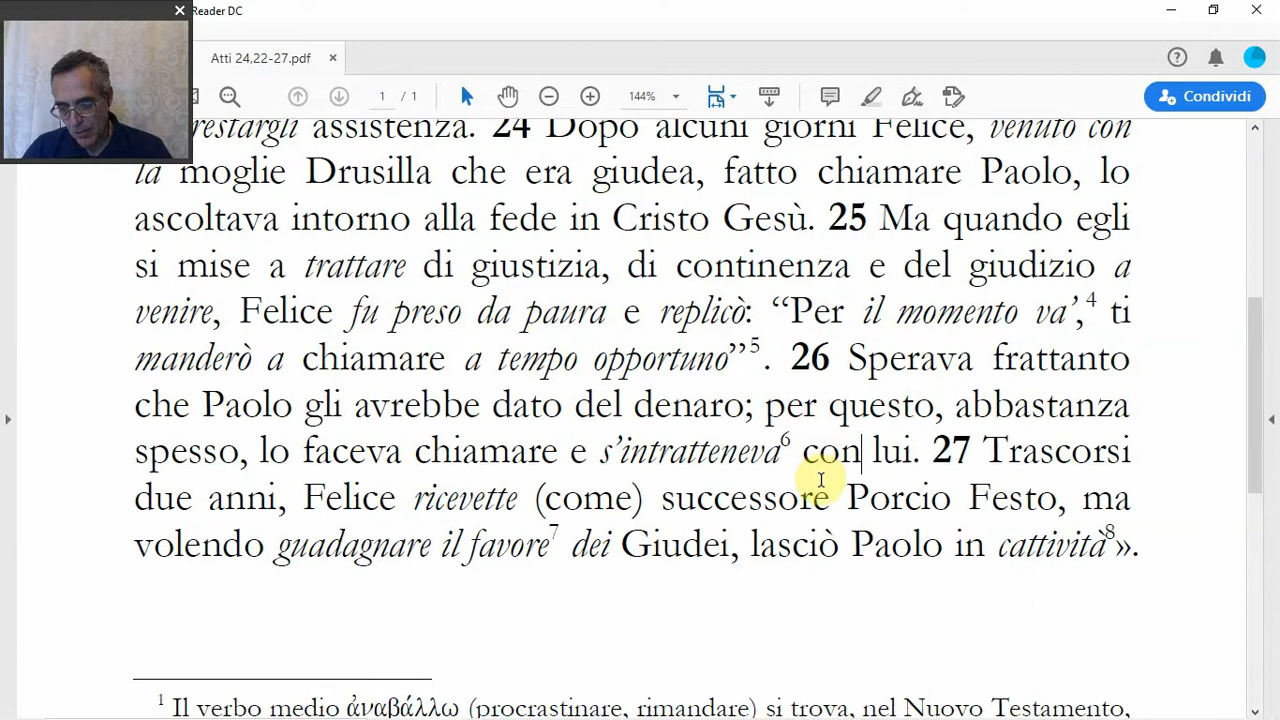 Reader DC
Atti 24,22-27.pdf
1 / 1
144%
Condividi
restargli assistenza. 24 Dopo alcuni giorni Felice, venuto con
la moglie Drusilla che era giudea, fatto chiamare Paolo, lo
ascoltava intorno alla fede in Cristo Gesù. 25 Ma quando egli
si mise a trattare di giustizia, di continenza e del giudizio a
venire, Felice fu preso da paura e replicò: “Per il momento va’,4 ti
manderò a chiamare a tempo opportuno”5. 26 Sperava frattanto
che Paolo gli avrebbe dato del denaro; per questo, abbastanza
spesso, lo faceva chiamare e s’intratteneva6 con lui. 27 Trascorsi
due anni, Felice ricevette (come) successore Porcio Festo, ma
volendo guadagnare il favore7 dei Giudei, lasciò Paolo in cattività8».
1 Il verbo medio ἀναβάλλω (procrastinare, rimandare) si trova, nel Nuovo Testamento,